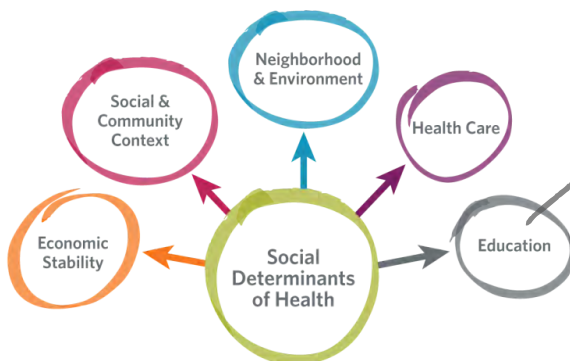 Neighborhood
& Environment
Social &
Community
Context
Health Care
Economic
Stability
Social
Determinants
of Health
Education